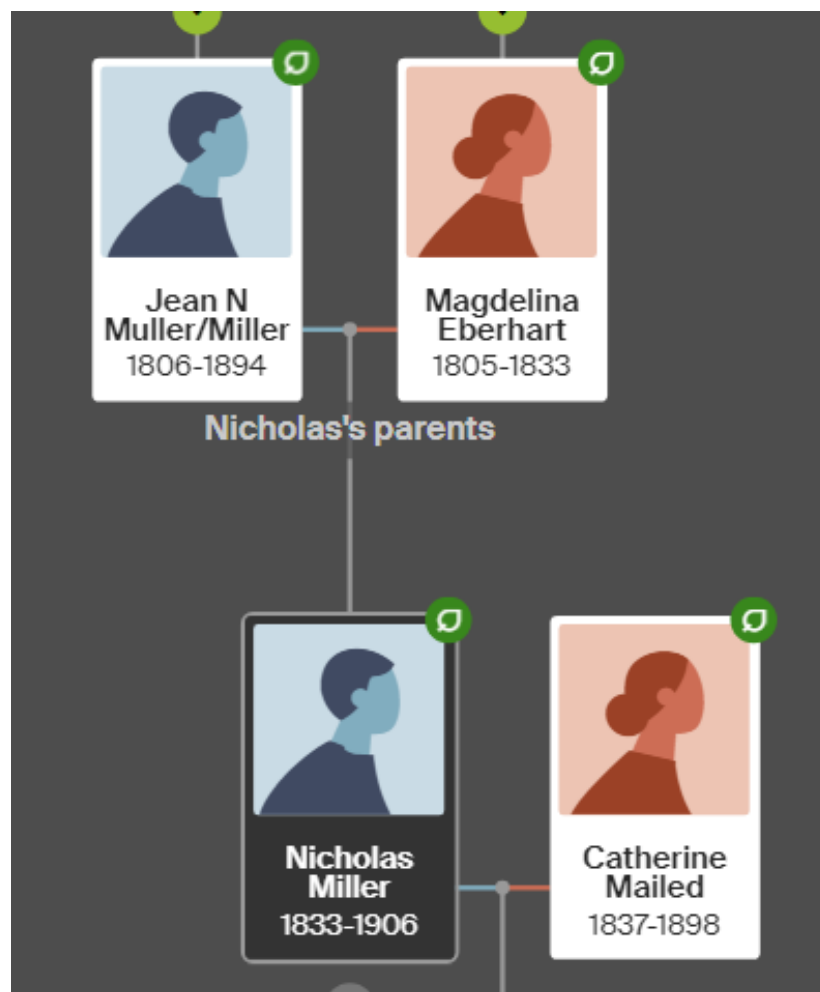 Jean N
Muller/Miller
1806-1894
Magdelina
Eberhart
1805-1833
Nicholas's parents
Nicholas
Miller
1833-1906
Catherine
Mailed
1837-1898